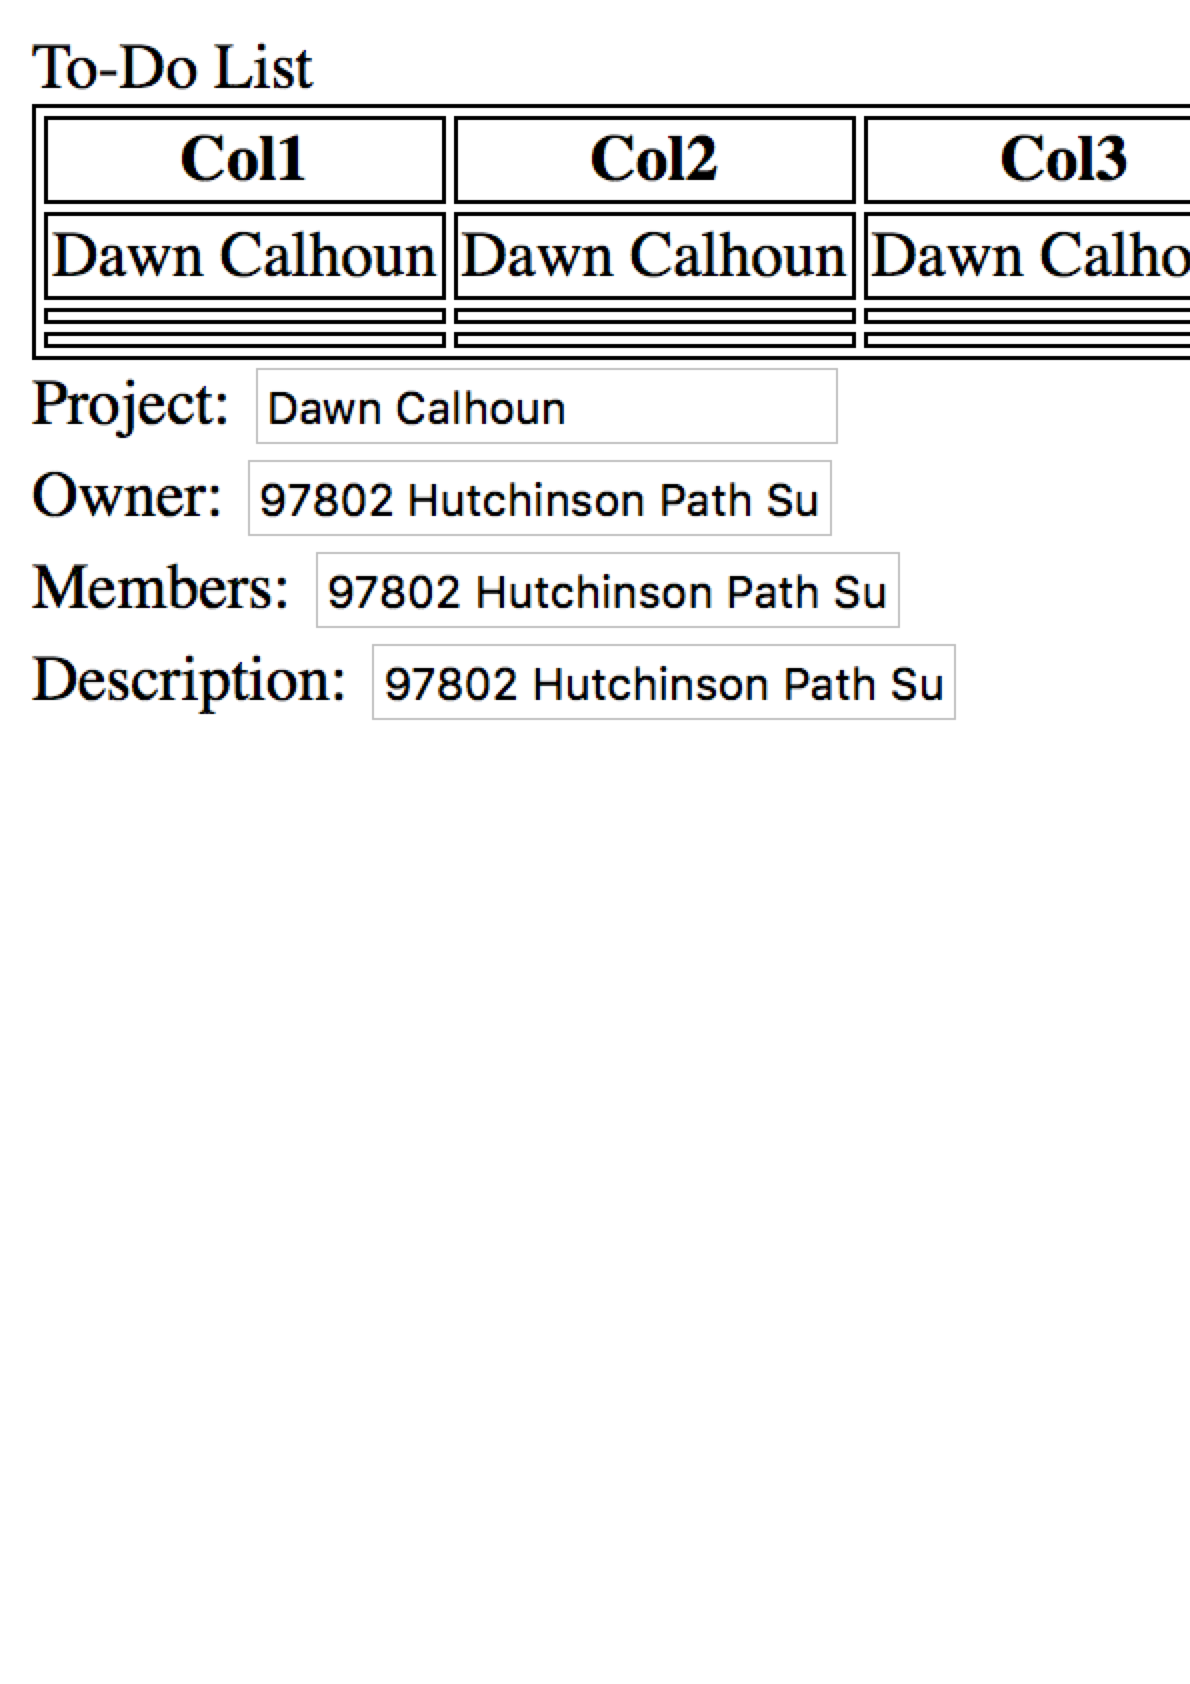 To-Do List
Col1 Col2 Col3
Dawn Calhoun Dawn Calhoun Dawn Calho
Project: Dawn Calhoun
Owner: 97802 Hutchinson Path Su
Members: 97802 Hutchinson Path Su
Description: 97802 Hutchinson Path Su